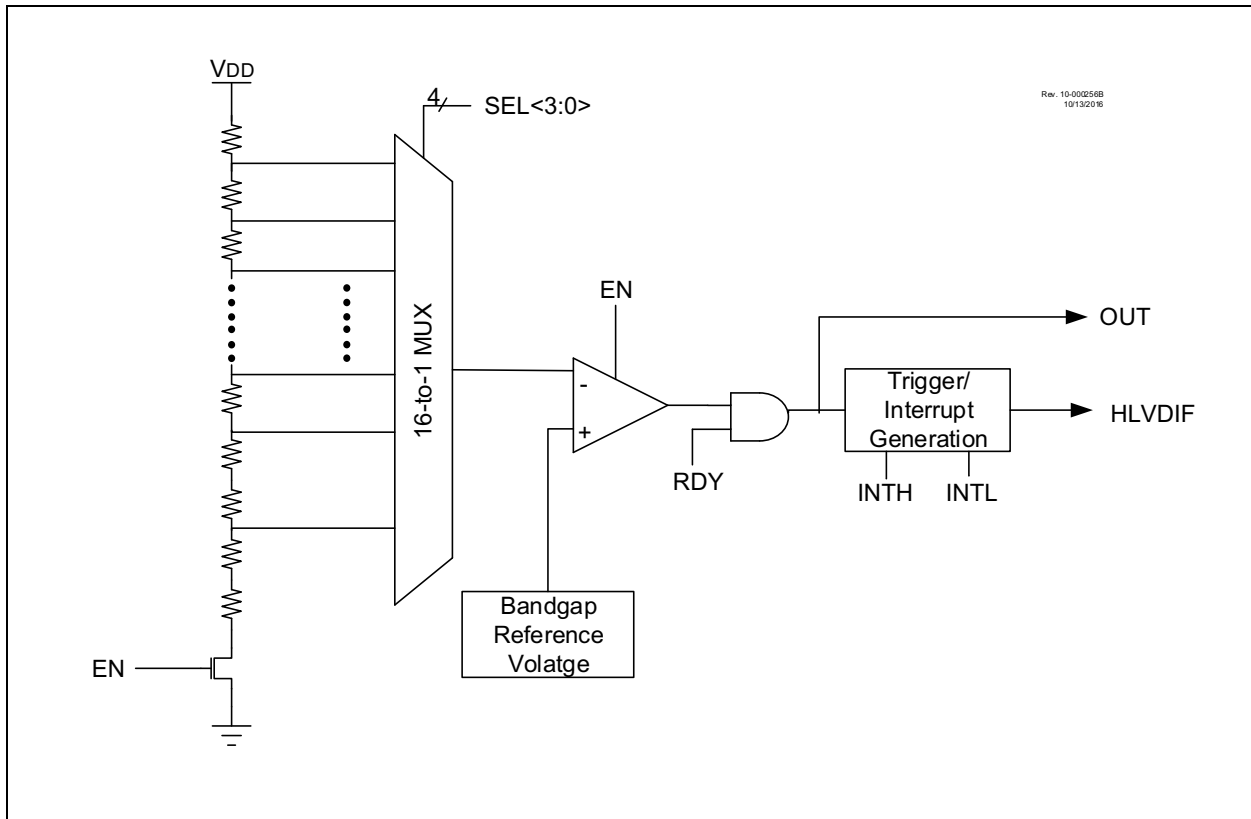 VDD
4
SEL<3:0>
Rev. 10-000256B
10/13/2016
16-to-1 MUX
EN
-
+
RDY
OUT
Trigger/
Interrupt
Generation
HLVDIF
INTH
INTL
Bandgap
Reference
Volatge
EN